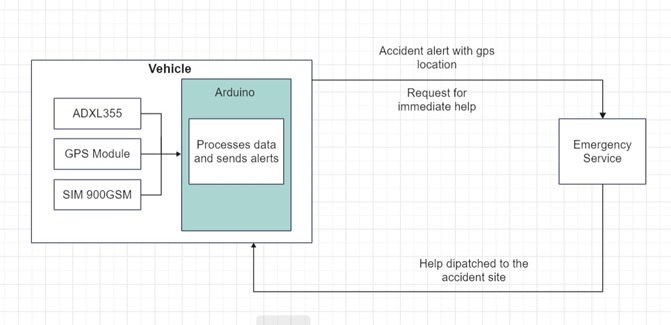 Vehicle
Arduino
ADXL355
GPS Module
SIM 900GSM
Processes data
and sends alerts
Accident alert with gps
location
Request for
immediate help
Emergency
Service
Help dipatched to the
accident site